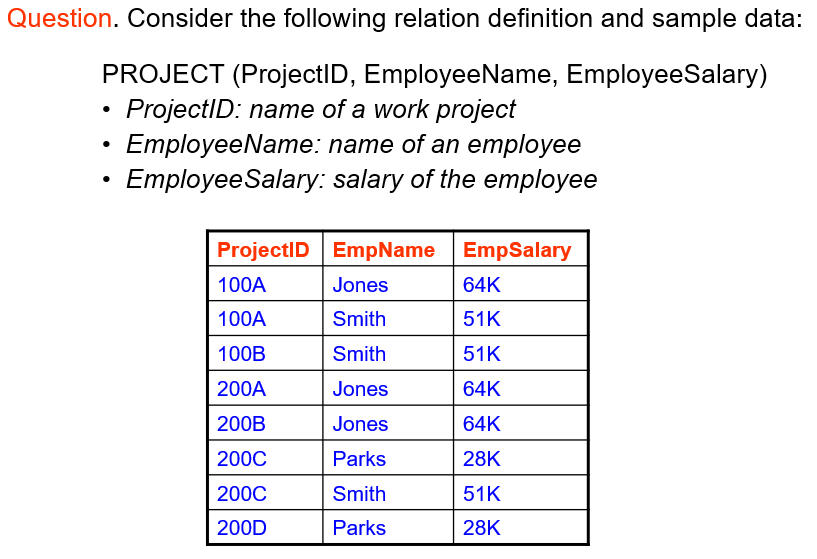 Question. Consider the following relation definition and sample data:
PROJECT (ProjectID, EmployeeName, EmployeeSalary)
• ProjectID: name of a work project
• EmployeeName: name of an employee
• EmployeeSalary: salary of the employee
ProjectID EmpName EmpSalary
100A Jones 64K
100A Smith 51K
100B Smith 51K
200A Jones 64K
200B Jones 64K
200C Parks 28K
200C Smith 51K
200D Parks 28K